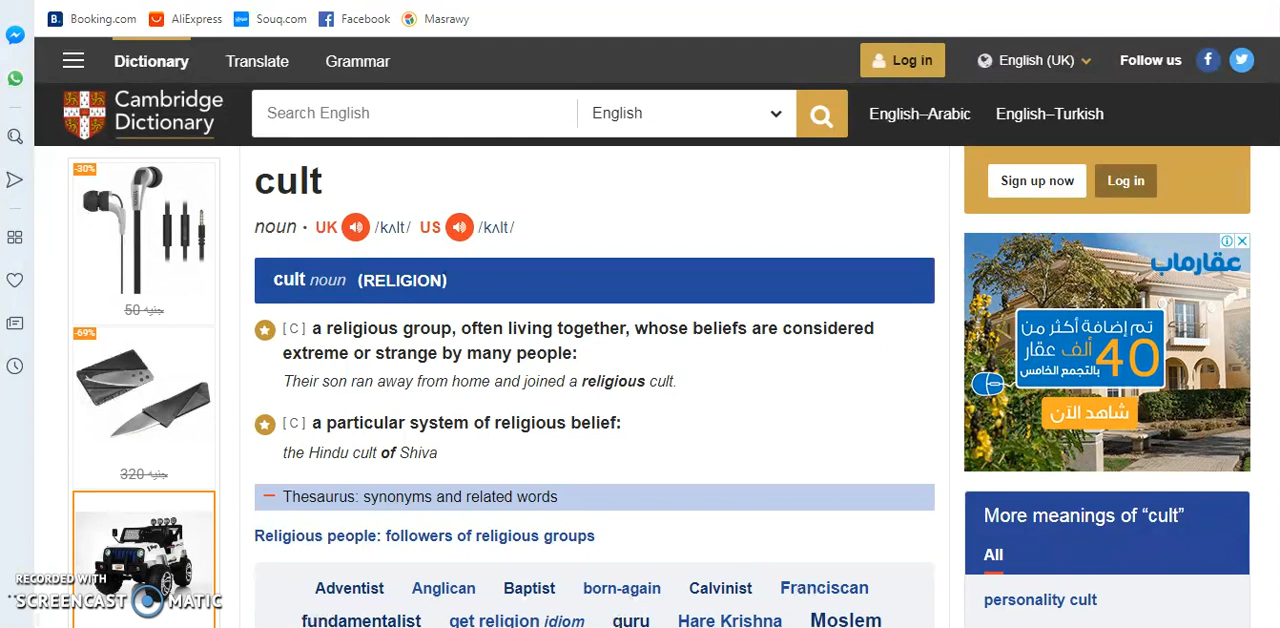 Booking.com AliExpress Souq.com Facebook Masrawy
Dictionary Translate Grammar Log in English (UK) Follow us
Cambridge
Dictionary
Search English English English–Arabic English–Turkish
cult
noun • UK /kʌlt/ US /kʌlt/
cult noun (RELIGION)
[ C ] a religious group, often living together, whose beliefs are considered
extreme or strange by many people:
Their son ran away from home and joined a religious cult.
[ C ] a particular system of religious belief:
the Hindu cult of Shiva
Thesaurus: synonyms and related words
Religious people: followers of religious groups
Adventist Anglican Baptist born-again Calvinist Franciscan
fundamentalist get religion idiom guru Hare Krishna Moslem
-30%
50 جنيه
-69%
320 جنيه
RECORDED WITH
SCREENCAST MATIC
Sign up now Log in
عقارماب
تم إضافة أكثر من
40 ألف عقار
بالتجمع الخامس
شاهد الآن
More meanings of “cult”
All
personality cult